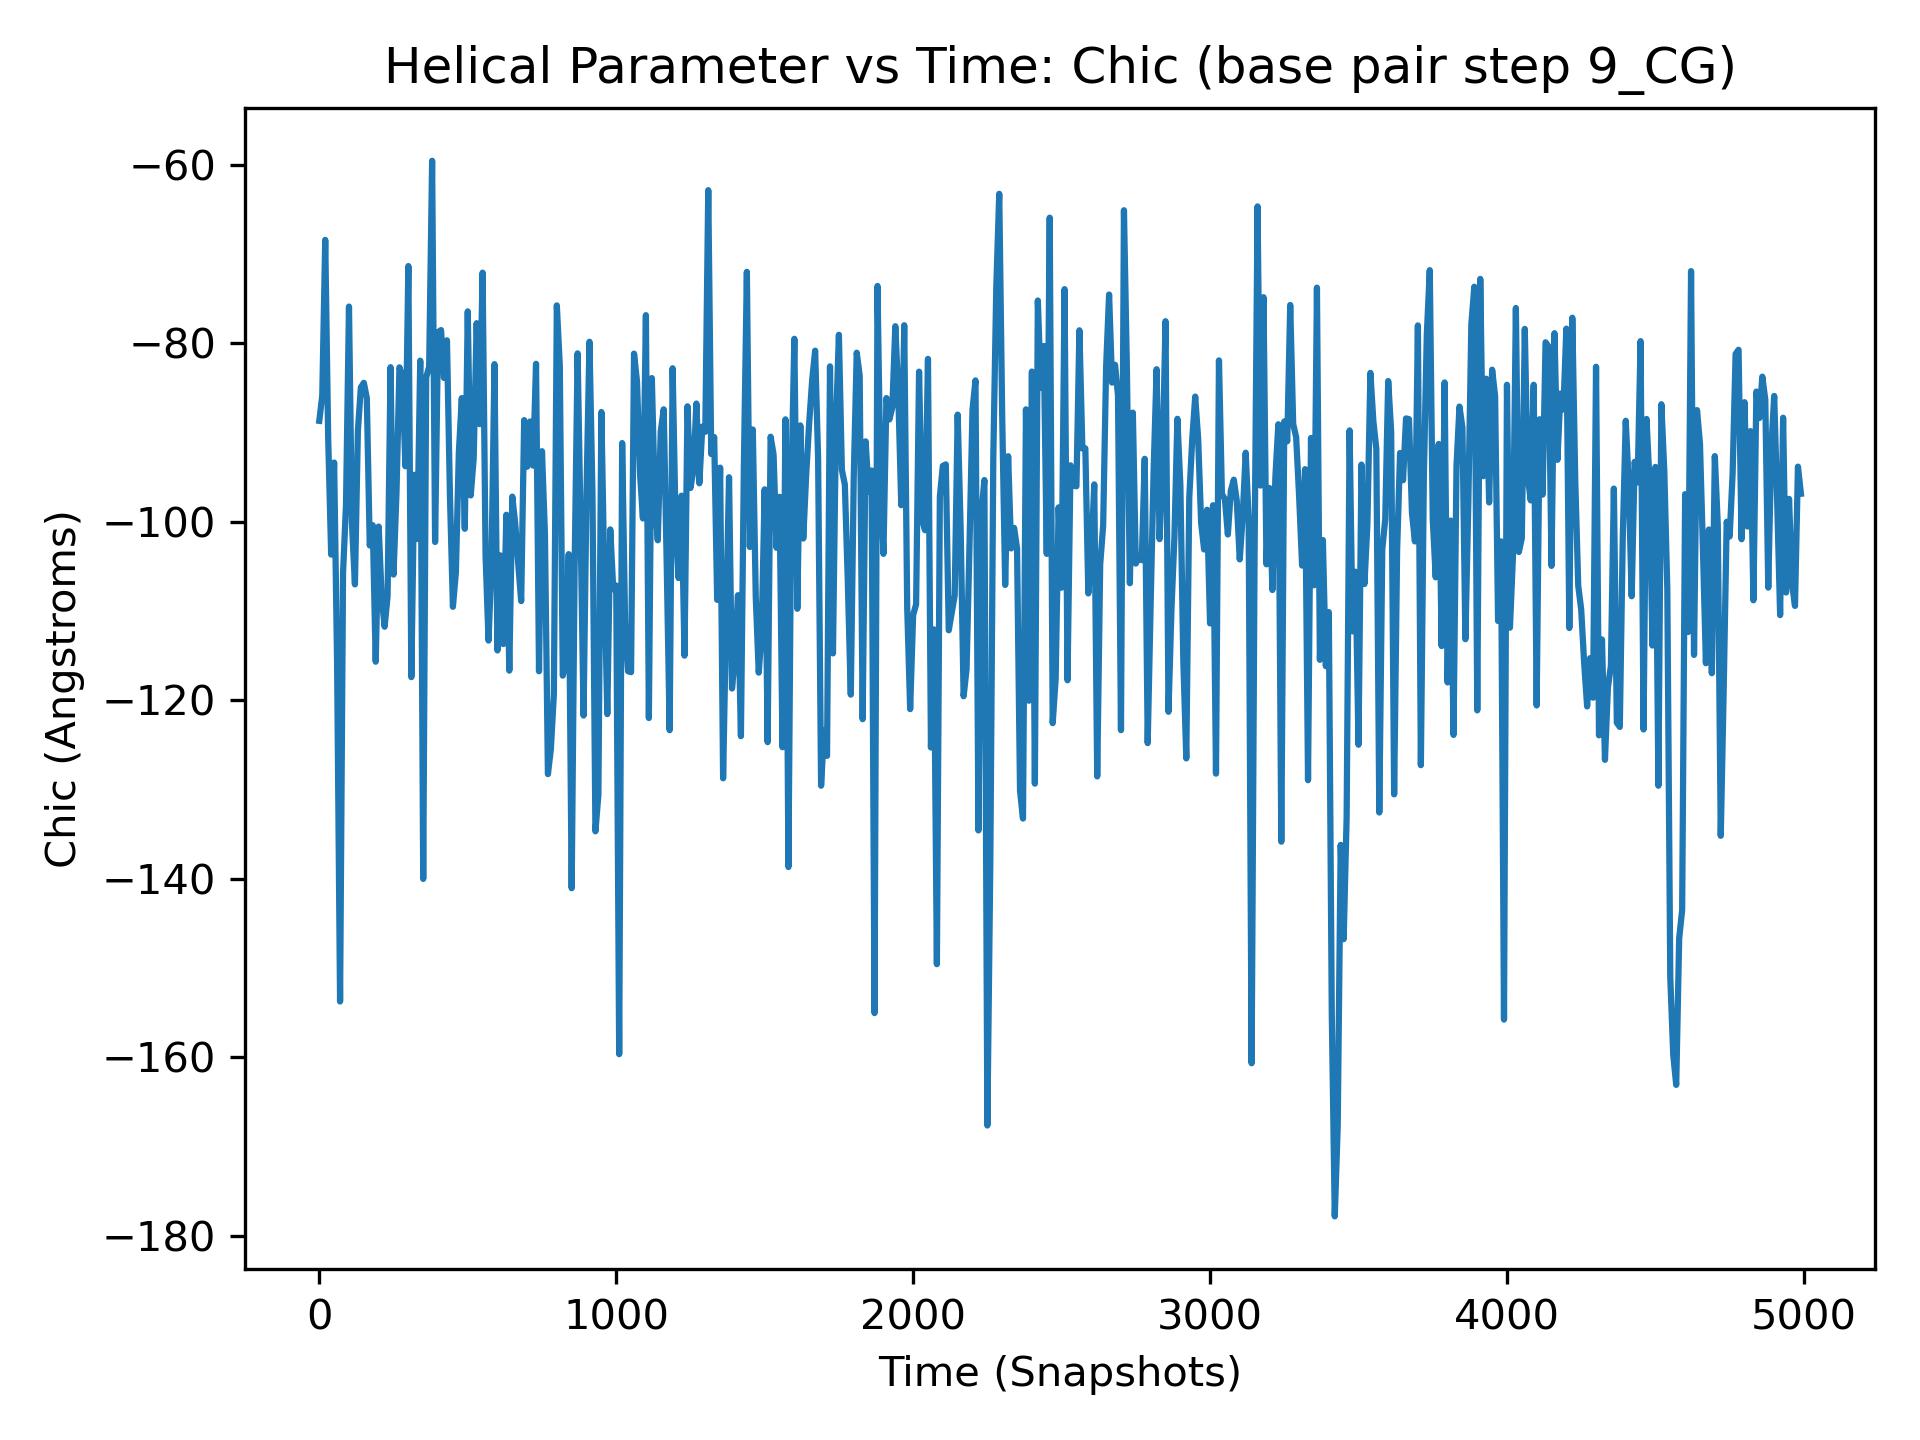 Helical Parameter vs Time: Chic (base pair step 9_CG)
Chic (Angstroms)
−60
−80
−100
−120
−140
−160
−180
0 1000 2000 3000 4000 5000
Time (Snapshots)